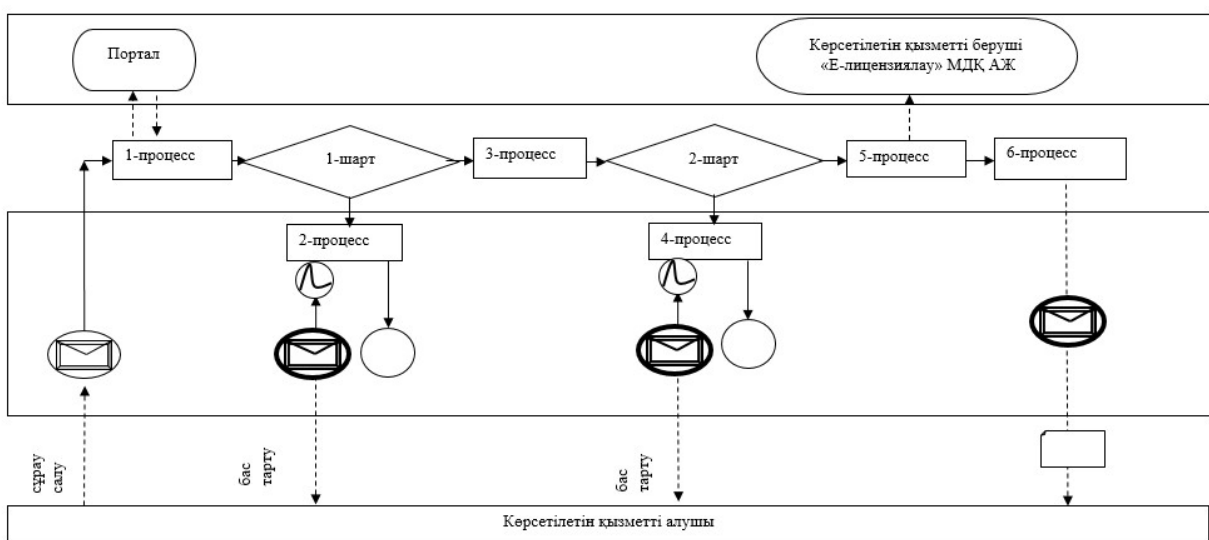 Портал
Көрсетілетін қызметті беруші
«Е-лицензиялау» МДҚ АЖ
1-процесс
1-шарт
3-процесс
2-шарт
5-процесс
6-процесс
2-процесс
4-процесс
сұрау
салу
бас
тарту
бас
тарту
Көрсетілетін қызметті алушы